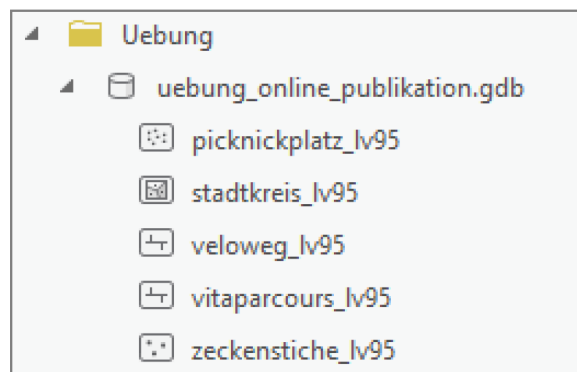 Uebung
uebung_online_publikation.gdb
picknickplatz_lv95
stadtkreis_lv95
veloweg_lv95
vitaparcours_lv95
zeckenstiche_lv95